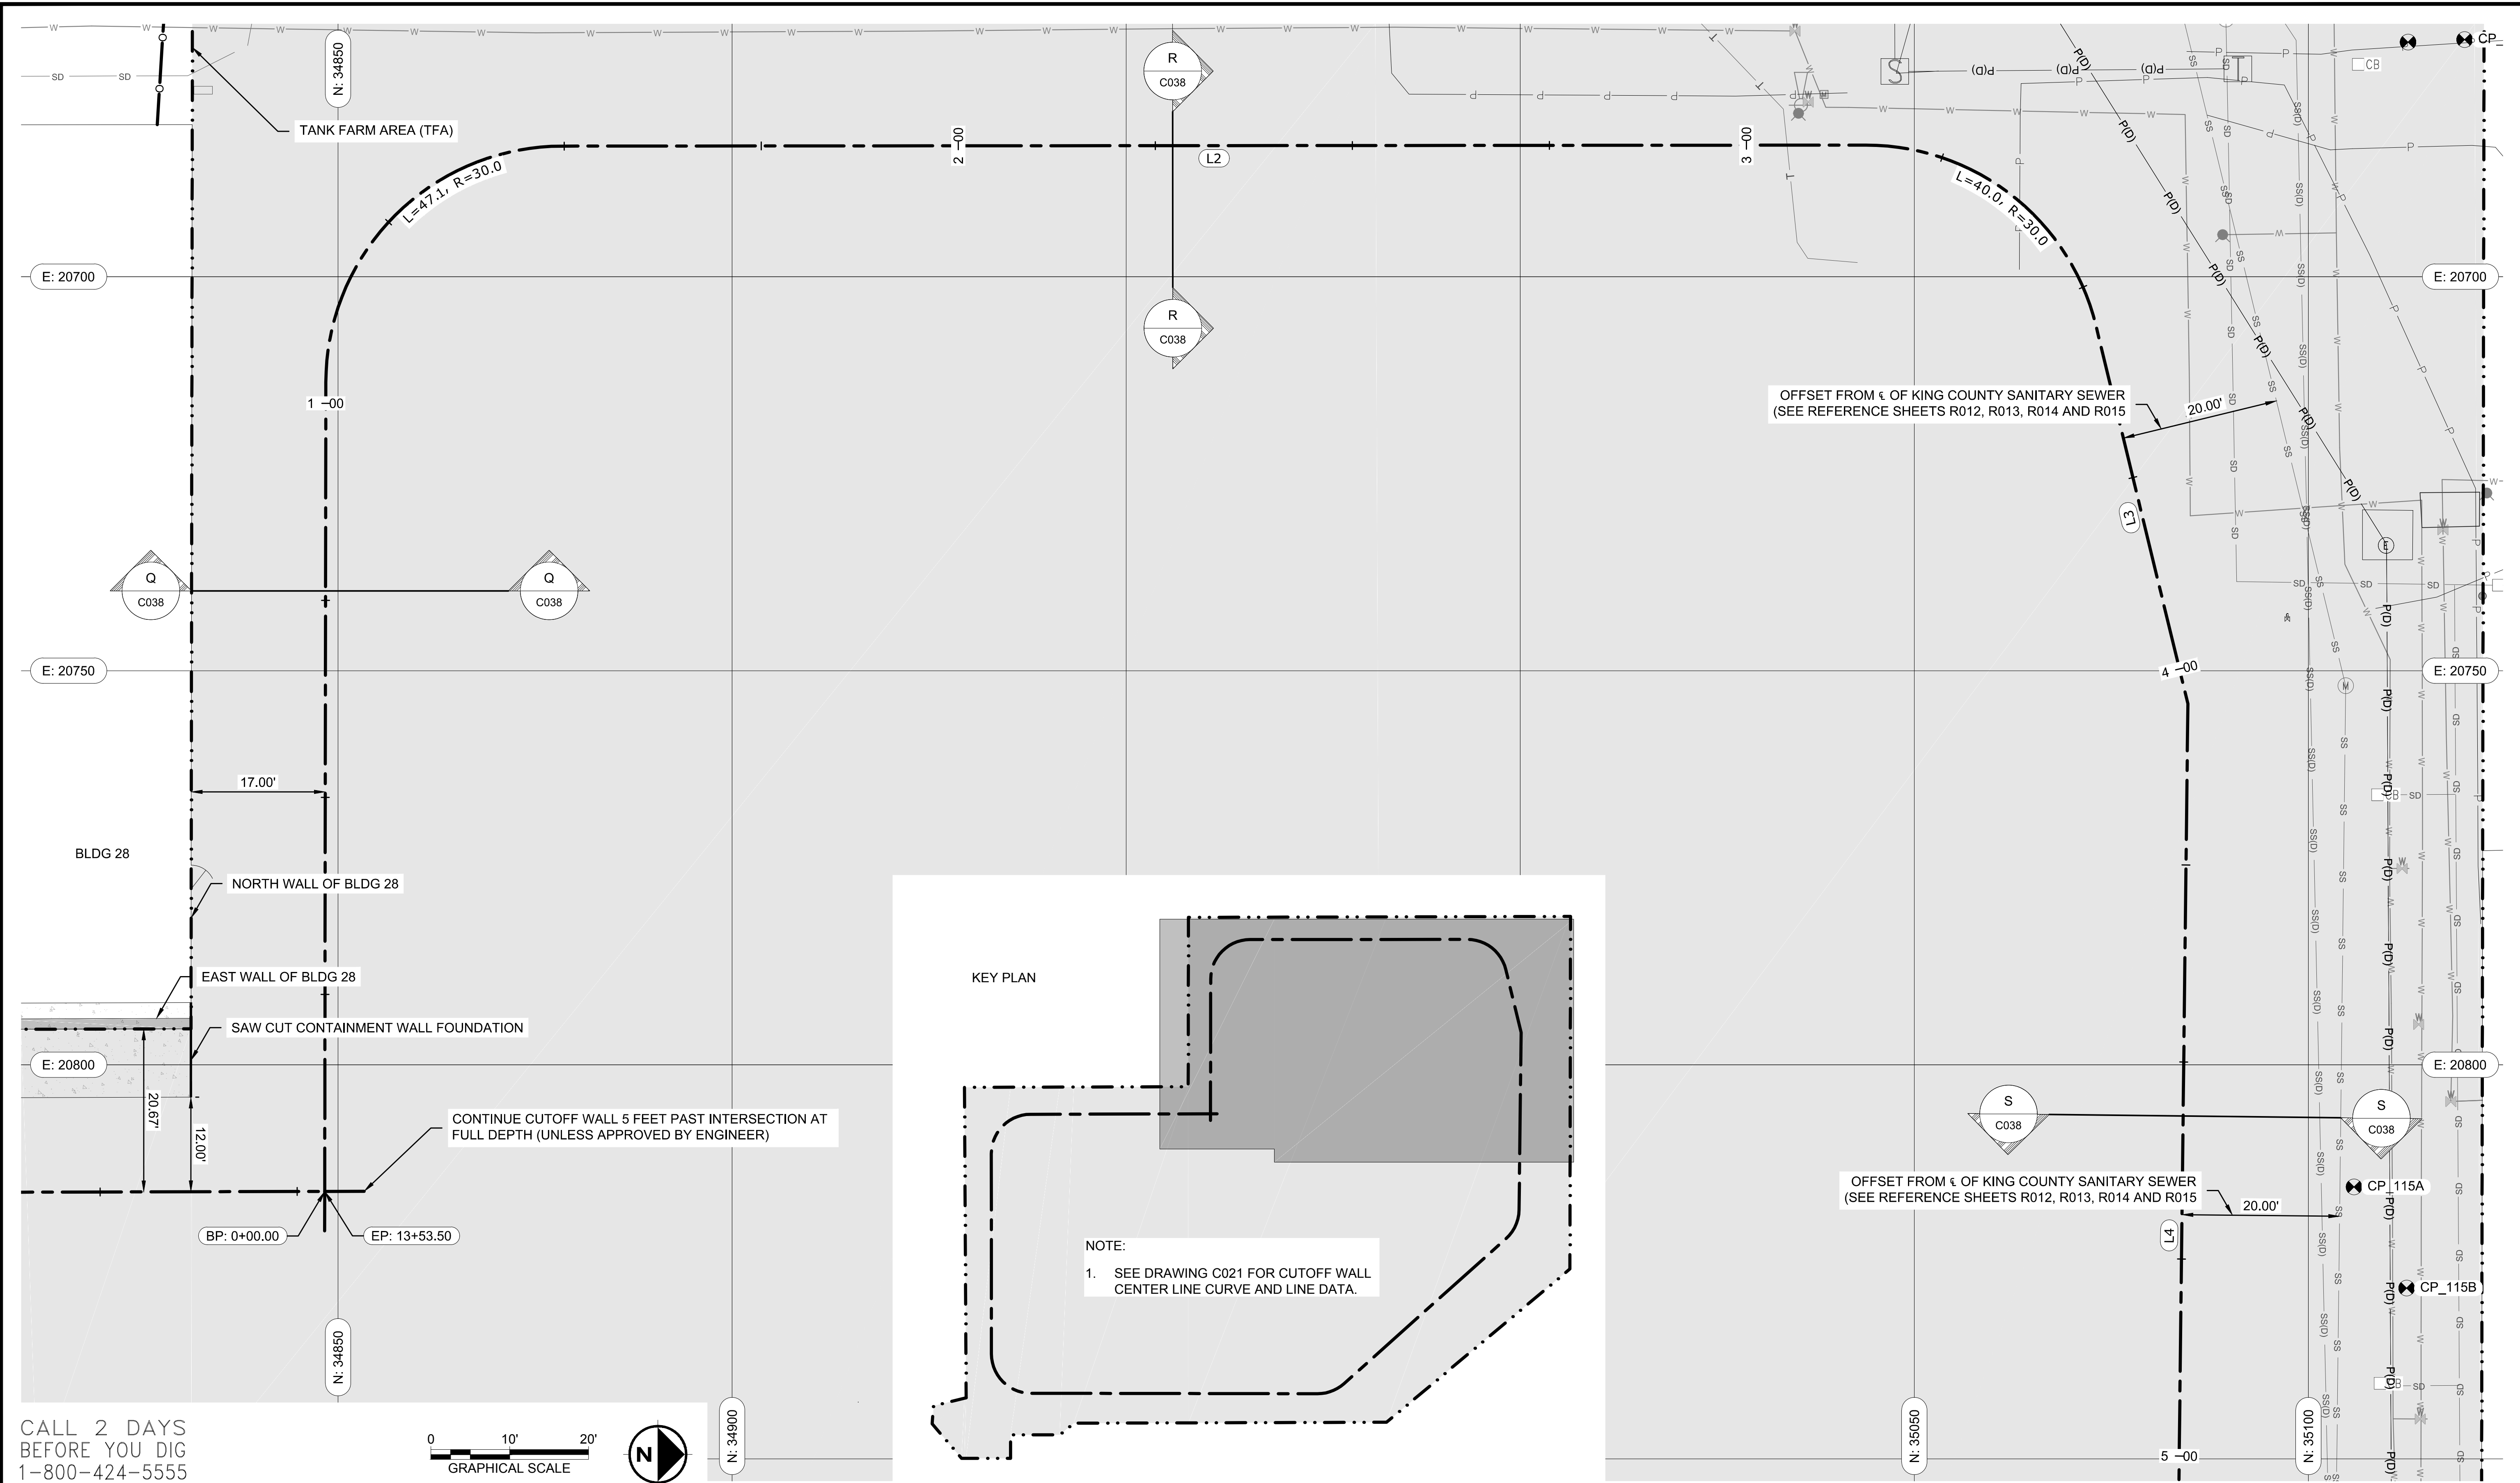 TANK FARM AREA (TFA)
N: 34850
R
C038
R
C038
L2
2 00
3 00
L=47.1, R=30.0
L=40.0, R=30.0
CB
CP_
E: 20700
E: 20700
1 00
OFFSET FROM ℄ OF KING COUNTY SANITARY SEWER
(SEE REFERENCE SHEETS R012, R013, R014 AND R015
20.00'
L3
Q
C038
Q
C038
E: 20750
E: 20750
4 00
17.00'
BLDG 28
NORTH WALL OF BLDG 28
EAST WALL OF BLDG 28
SAW CUT CONTAINMENT WALL FOUNDATION
KEY PLAN
E: 20800
E: 20800
20.67'
12.00'
CONTINUE CUTOFF WALL 5 FEET PAST INTERSECTION AT
FULL DEPTH (UNLESS APPROVED BY ENGINEER)
S
C038
S
C038
OFFSET FROM ℄ OF KING COUNTY SANITARY SEWER
(SEE REFERENCE SHEETS R012, R013, R014 AND R015
20.00'
CP_115A
L4
BP: 0+00.00
EP: 13+53.50
NOTE:
1. SEE DRAWING C021 FOR CUTOFF WALL
CENTER LINE CURVE AND LINE DATA.
CP_115B
N: 34850
N: 34900
N: 35050
N: 35100
5 00
CALL 2 DAYS
BEFORE YOU DIG
1-800-424-5555
0 10' 20'
GRAPHICAL SCALE
N